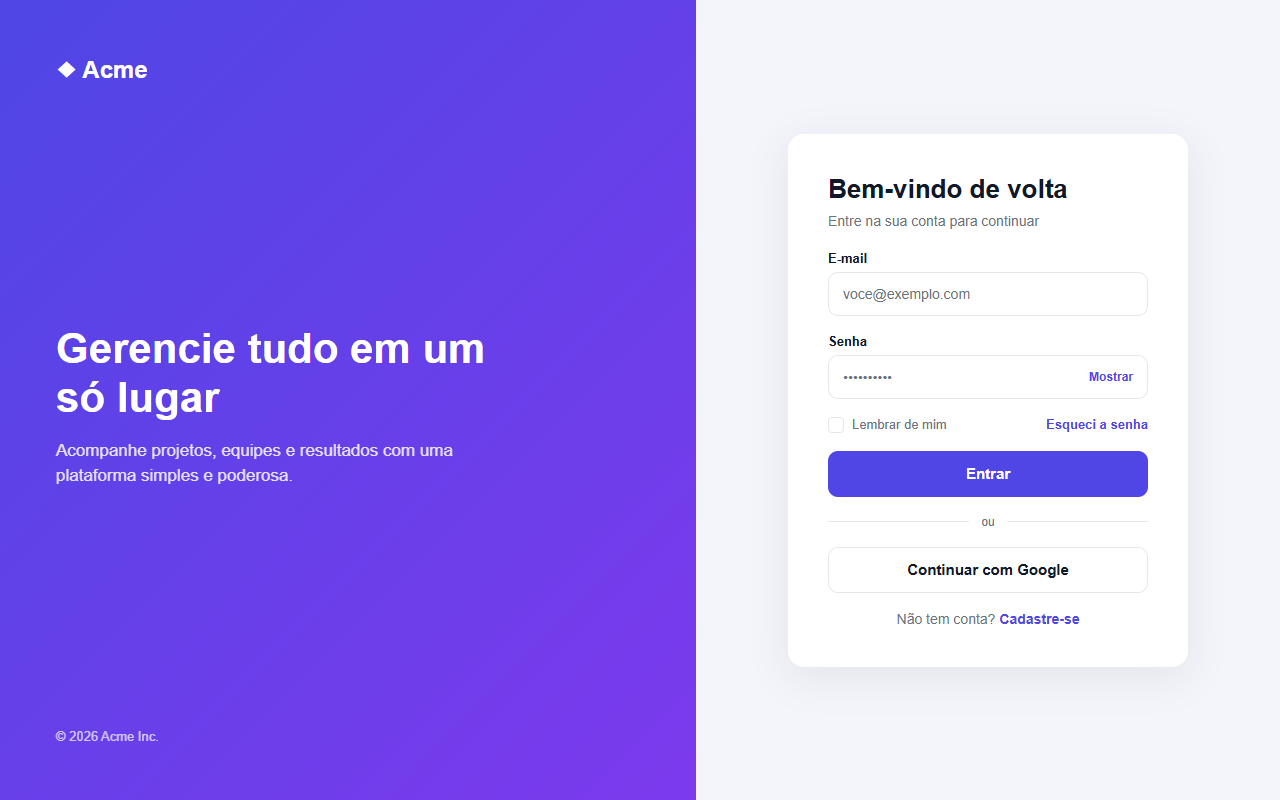 ◆ Acme
Gerencie tudo em um
só lugar
Acompanhe projetos, equipes e resultados com uma
plataforma simples e poderosa.
© 2026 Acme Inc.
Bem-vindo de volta
Entre na sua conta para continuar
E-mail
voce@exemplo.com
Senha
••••••••••
Mostrar
Lembrar de mim
Esqueci a senha
Entrar
ou
Continuar com Google
Não tem conta? Cadastre-se